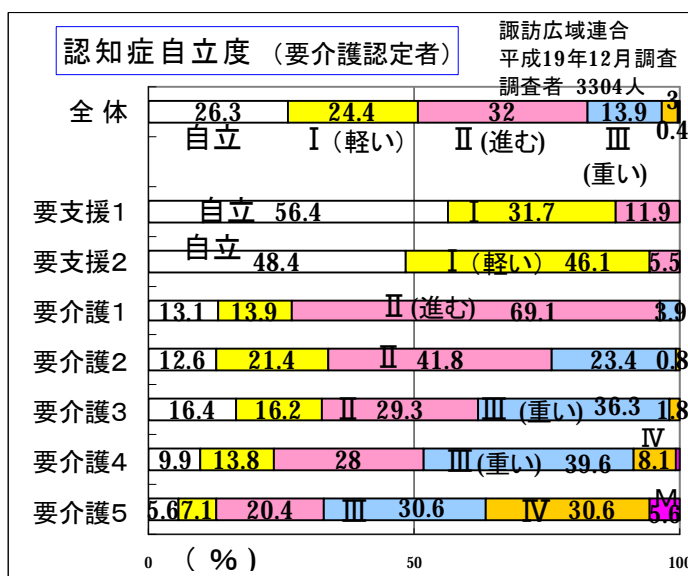 認知症自立度 (要介護認定者)
諏訪広域連合
平成19年12月調査
調査者 3304人
全体 26.3 24.4 32 13.9 3 0.4
自立 Ⅰ (軽い) Ⅱ (進む) Ⅲ (重い)
要支援1 自立 56.4 Ⅰ 31.7 11.9
要支援2 自立 48.4 Ⅰ (軽い) 46.1 5.5
要介護1 13.1 13.9 Ⅱ (進む) 69.1 3.9
要介護2 12.6 21.4 Ⅱ 41.8 23.4 0.8
要介護3 16.4 16.2 Ⅱ 29.3 Ⅲ (重い) 36.3 1.8
要介護4 9.9 13.8 28 Ⅲ (重い) 39.6 Ⅳ 8.1
要介護5 5.6 7.1 20.4 Ⅲ 30.6 Ⅳ 30.6 M 5.6
0 (%) 50 100